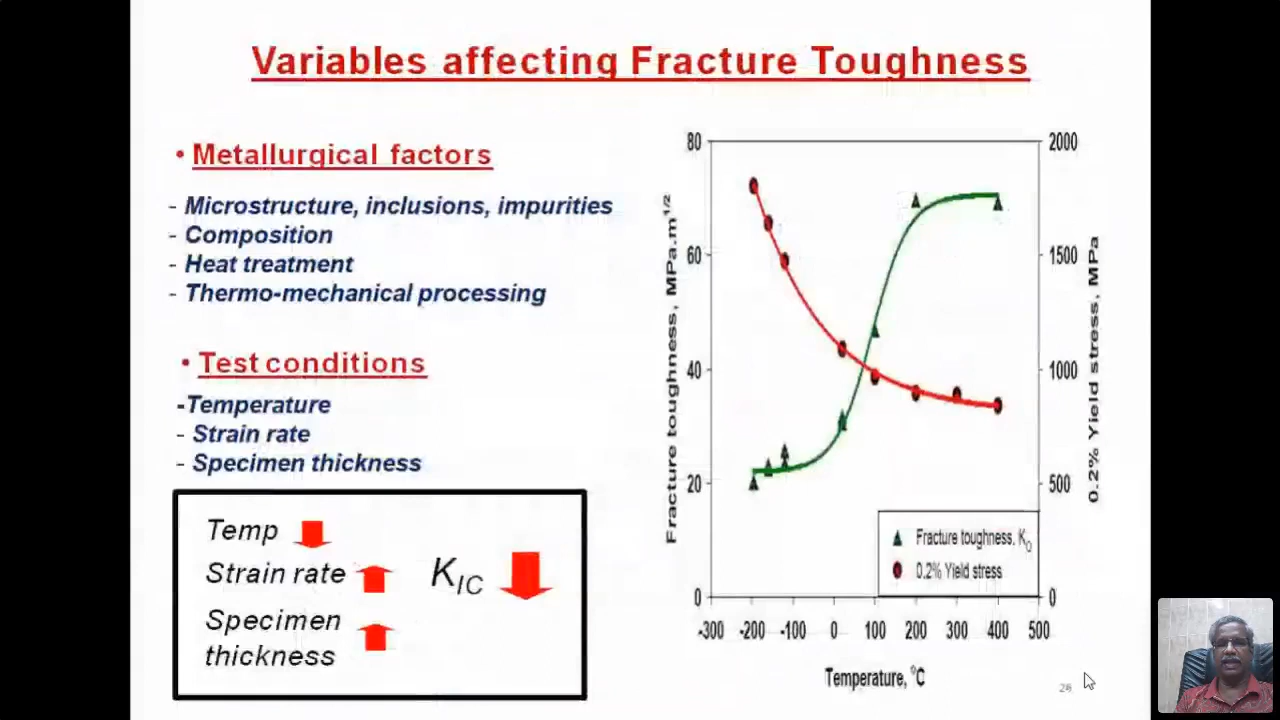 Variables affecting Fracture Toughness
• Metallurgical factors
- Microstructure, inclusions, impurities
- Composition
- Heat treatment
- Thermo-mechanical processing
• Test conditions
-Temperature
- Strain rate
- Specimen thickness
Temp
Strain rate
K_IC
Specimen
thickness
80
60
40
20
0
Fracture toughness, MPa.m^1/2
2000
1500
1000
500
0
0.2% Yield stress, MPa
Fracture toughness, K_Q
0.2% Yield stress
-300 -200 -100 0 100 200 300 400 500
Temperature, °C